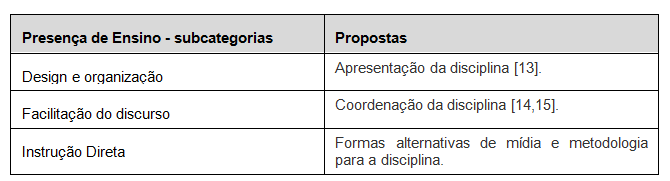 Presença de Ensino - subcategorias Propostas
Design e organização Apresentação da disciplina [13].
Facilitação do discurso Coordenação da disciplina [14,15].
Instrução Direta Formas alternativas de mídia e metodologia
para a disciplina.